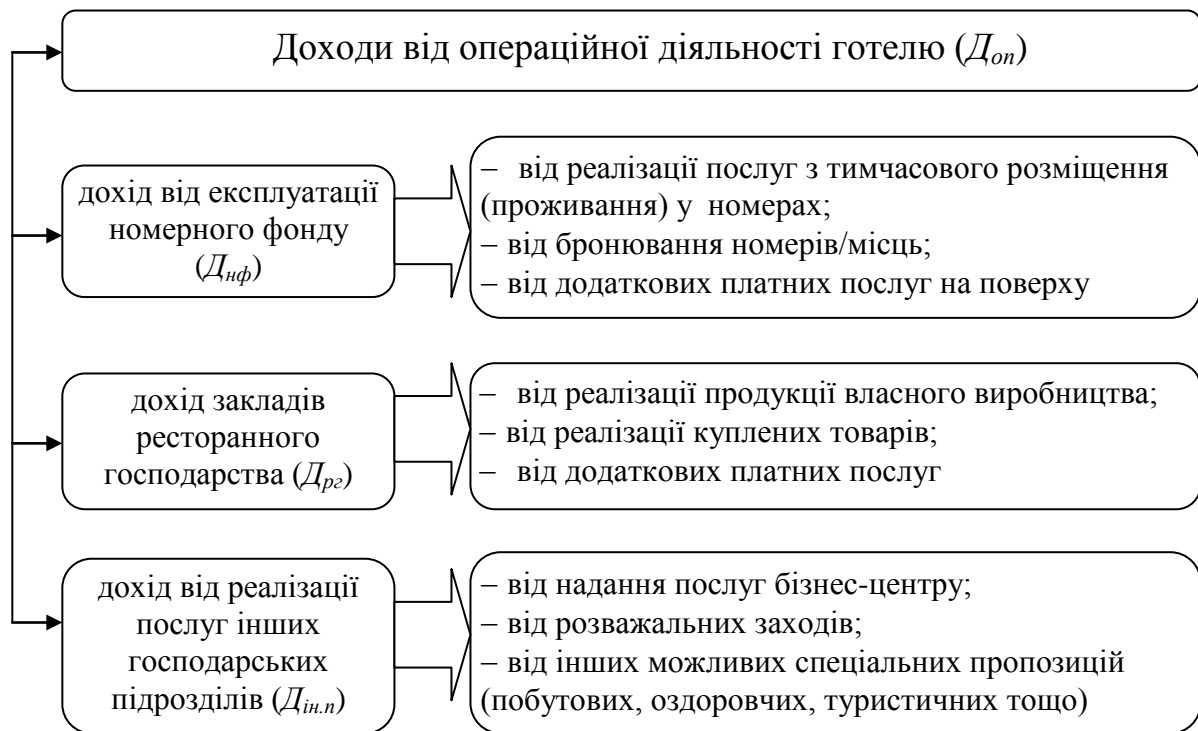 Доходи від операційної діяльності готелю (Доп)
дохід від експлуатації
номерного фонду
(Днф)
– від реалізації послуг з тимчасового розміщення
(проживання) у номерах;
– від бронювання номерів/місць;
– від додаткових платних послуг на поверху
дохід закладів
ресторанного
господарства (Дрг)
– від реалізації продукції власного виробництва;
– від реалізації куплених товарів;
– від додаткових платних послуг
дохід від реалізації
послуг інших
господарських
підрозділів (Дін.п)
– від надання послуг бізнес-центру;
– від розважальних заходів;
– від інших можливих спеціальних пропозицій
(побутових, оздоровчих, туристичних тощо)